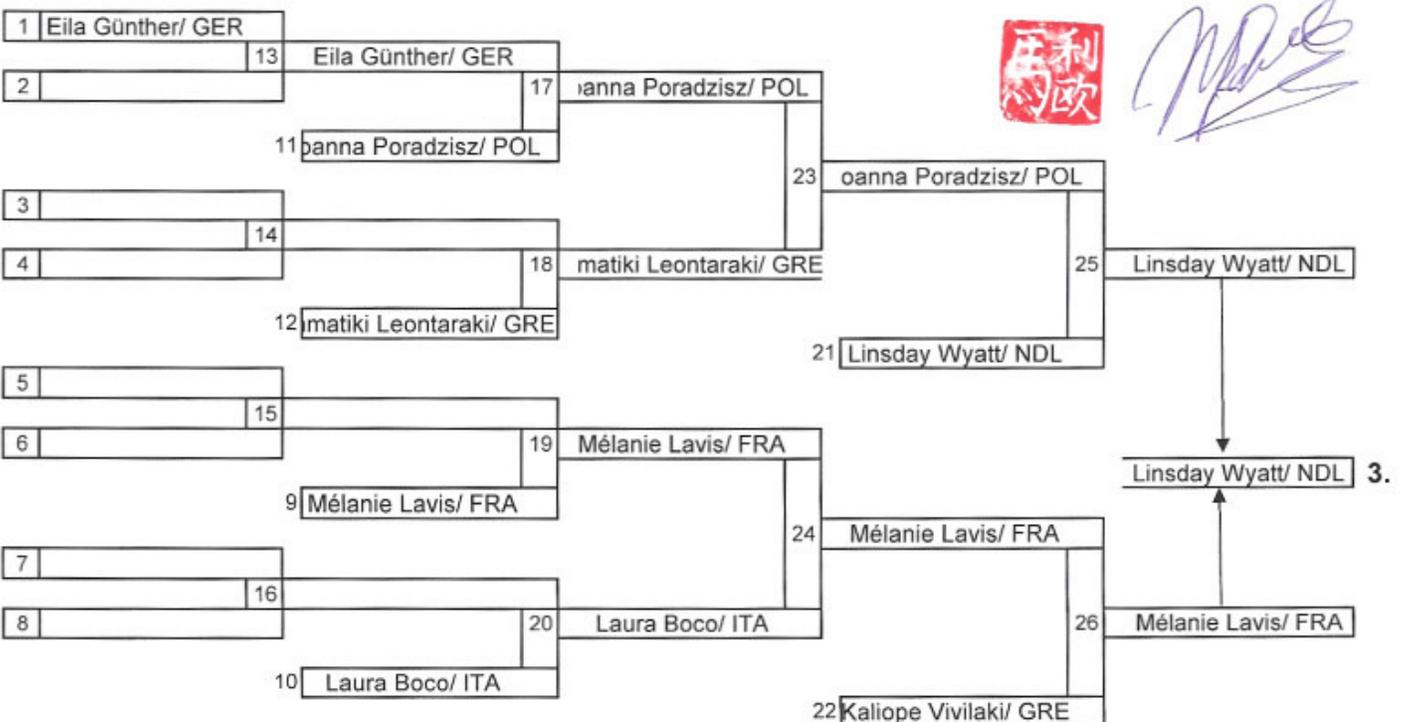 1 Eila Günther/ GER
13 Eila Günther/ GER
2
17 oanna Poradzisz/ POL
11 oanna Poradzisz/ POL
利欧
3
23 oanna Poradzisz/ POL
14
4
18 matiki Leontaraki/ GRE
25 Linsday Wyatt/ NDL
12 matiki Leontaraki/ GRE
21 Linsday Wyatt/ NDL
5
15
6
19 Mélanie Lavis/ FRA
Linsday Wyatt/ NDL 3.
9 Mélanie Lavis/ FRA
24 Mélanie Lavis/ FRA
7
16
8
20 Laura Boco/ ITA
26 Mélanie Lavis/ FRA
10 Laura Boco/ ITA
22 Kaliope Vivilaki/ GRE